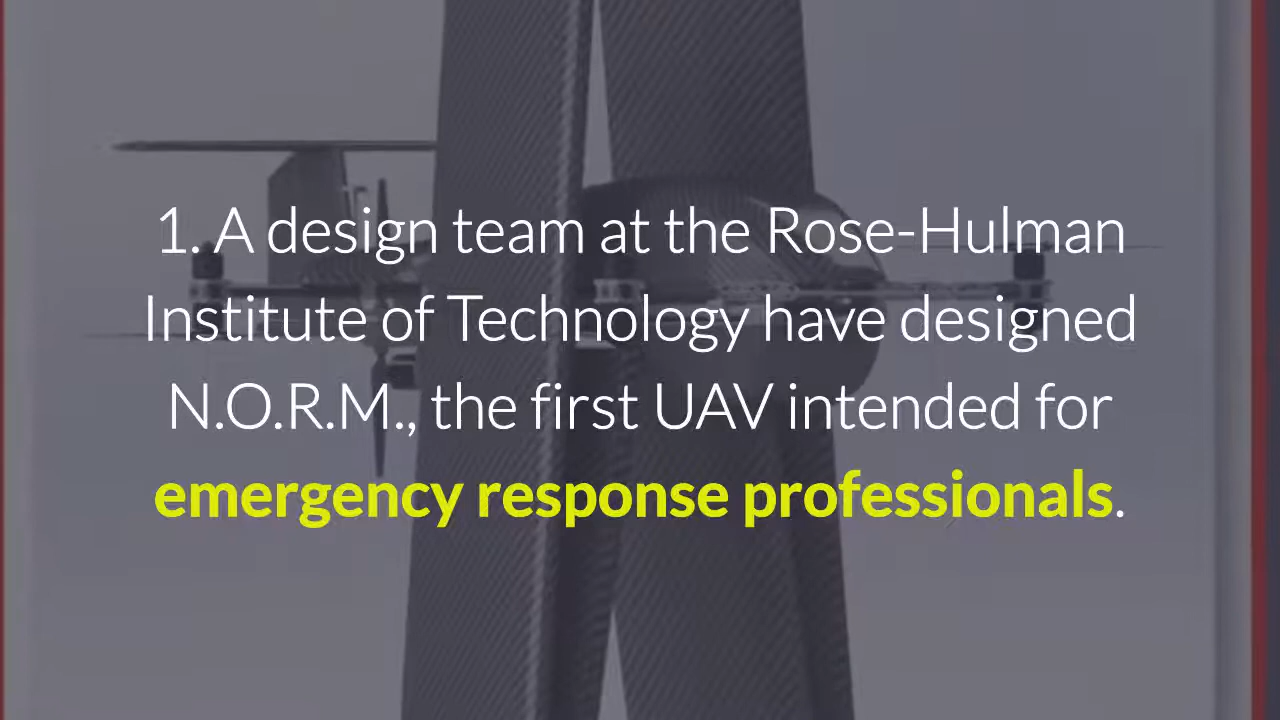 1. A design team at the Rose-Hulman
Institute of Technology have designed
N.O.R.M., the first UAV intended for
emergency response professionals.